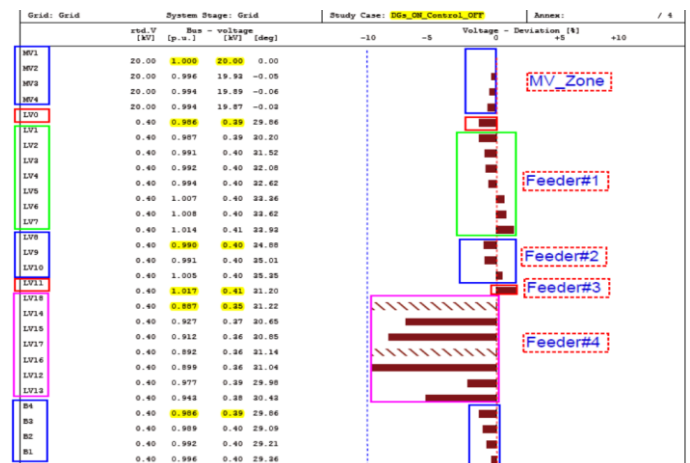 Grid: Grid System Stage: Grid Study Case: DGs_ON_Control_OFF Annex: / 4
rtd.V Bus - voltage Voltage - Deviation [%]
[kV] [p.u.] [kV] [deg] -10 -5 0 +5 +10
MV1 20.00 1.000 20.00 0.00
MV2 20.00 0.996 19.93 -0.05
MV3 20.00 0.994 19.89 -0.06
MV4 20.00 0.994 19.87 -0.03
MV_Zone
LV0 0.40 0.986 0.39 29.86
LV1 0.40 0.987 0.39 30.20
LV2 0.40 0.991 0.40 31.52
LV3 0.40 0.992 0.40 32.08
LV4 0.40 0.994 0.40 32.62
LV5 0.40 1.007 0.40 33.36
LV6 0.40 1.008 0.40 33.62
LV7 0.40 1.014 0.41 33.93
Feeder#1
LV8 0.40 0.990 0.40 34.88
LV9 0.40 0.991 0.40 35.01
LV10 0.40 1.005 0.40 35.35
Feeder#2
LV11 0.40 1.017 0.41 31.20
Feeder#3
LV18 0.40 0.887 0.35 31.22
LV14 0.40 0.927 0.37 30.65
LV15 0.40 0.912 0.36 30.85
LV17 0.40 0.892 0.36 31.14
LV16 0.40 0.899 0.36 31.04
LV12 0.40 0.977 0.39 29.98
LV13 0.40 0.943 0.38 30.43
Feeder#4
B4 0.40 0.986 0.39 29.86
B3 0.40 0.989 0.40 29.09
B2 0.40 0.992 0.40 29.21
B1 0.40 0.996 0.40 29.36